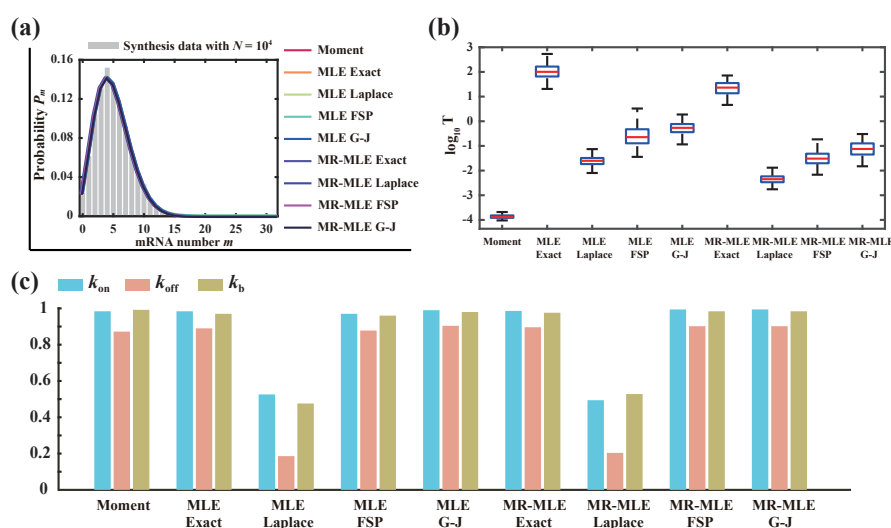 (a)
Synthesis data with N = 10⁴
0.16
0.12
0.08
0.04
0
Probability Pm
0 5 10 15 20 25 30
mRNA number m
Moment
MLE Exact
MLE Laplace
MLE FSP
MLE G-J
MR-MLE Exact
MR-MLE Laplace
MR-MLE FSP
MR-MLE G-J
(b)
3
2
1
0
-1
-2
-3
-4
log₁₀ T
Moment MLE MLE MLE MLE MR-MLE MR-MLE MR-MLE MR-MLE
Exact Laplace FSP G-J Exact Laplace FSP G-J
(c)
kon koff kb
1
0.8
0.6
0.4
0.2
0
Moment MLE MLE MLE MLE MR-MLE MR-MLE MR-MLE MR-MLE
Exact Laplace FSP G-J Exact Laplace FSP G-J